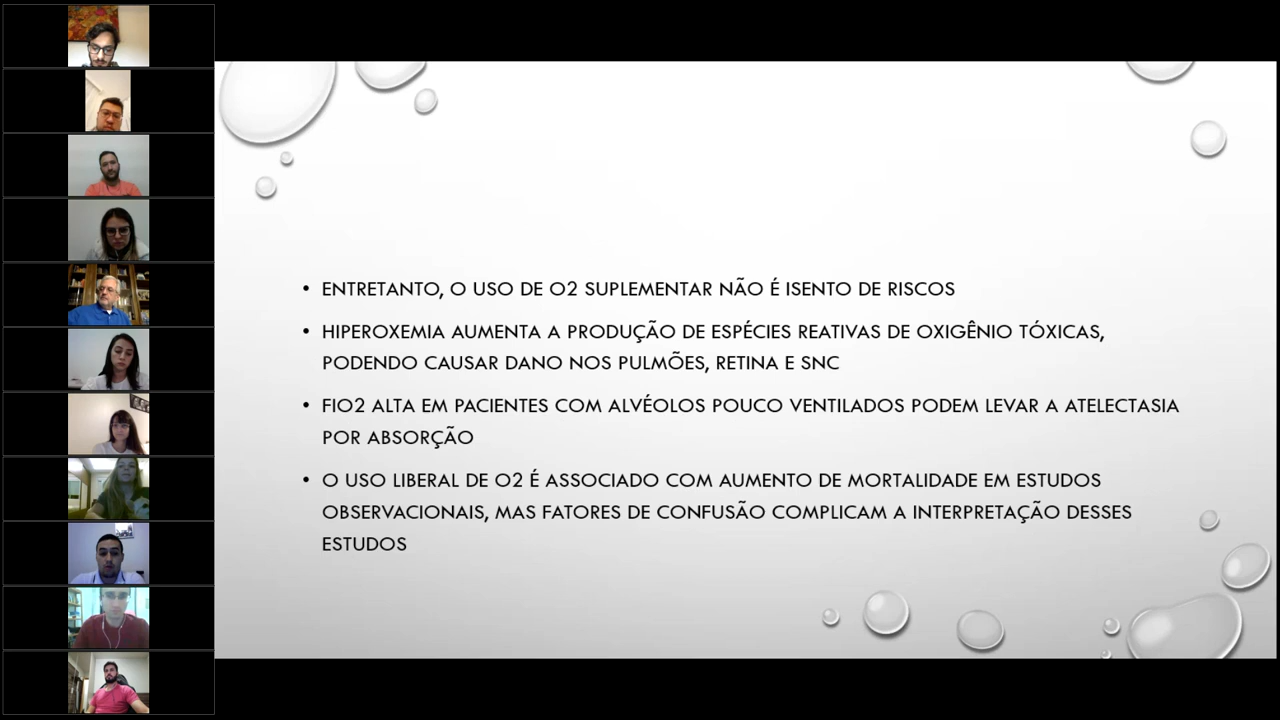 • ENTRETANTO, O USO DE O2 SUPLEMENTAR NÃO É ISENTO DE RISCOS
• HIPEROXEMIA AUMENTA A PRODUÇÃO DE ESPÉCIES REATIVAS DE OXIGÊNIO TÓXICAS,
PODENDO CAUSAR DANO NOS PULMÕES, RETINA E SNC
• FIO2 ALTA EM PACIENTES COM ALVÉOLOS POUCO VENTILADOS PODEM LEVAR A ATELECTASIA
POR ABSORÇÃO
• O USO LIBERAL DE O2 É ASSOCIADO COM AUMENTO DE MORTALIDADE EM ESTUDOS
OBSERVACIONAIS, MAS FATORES DE CONFUSÃO COMPLICAM A INTERPRETAÇÃO DESSES
ESTUDOS